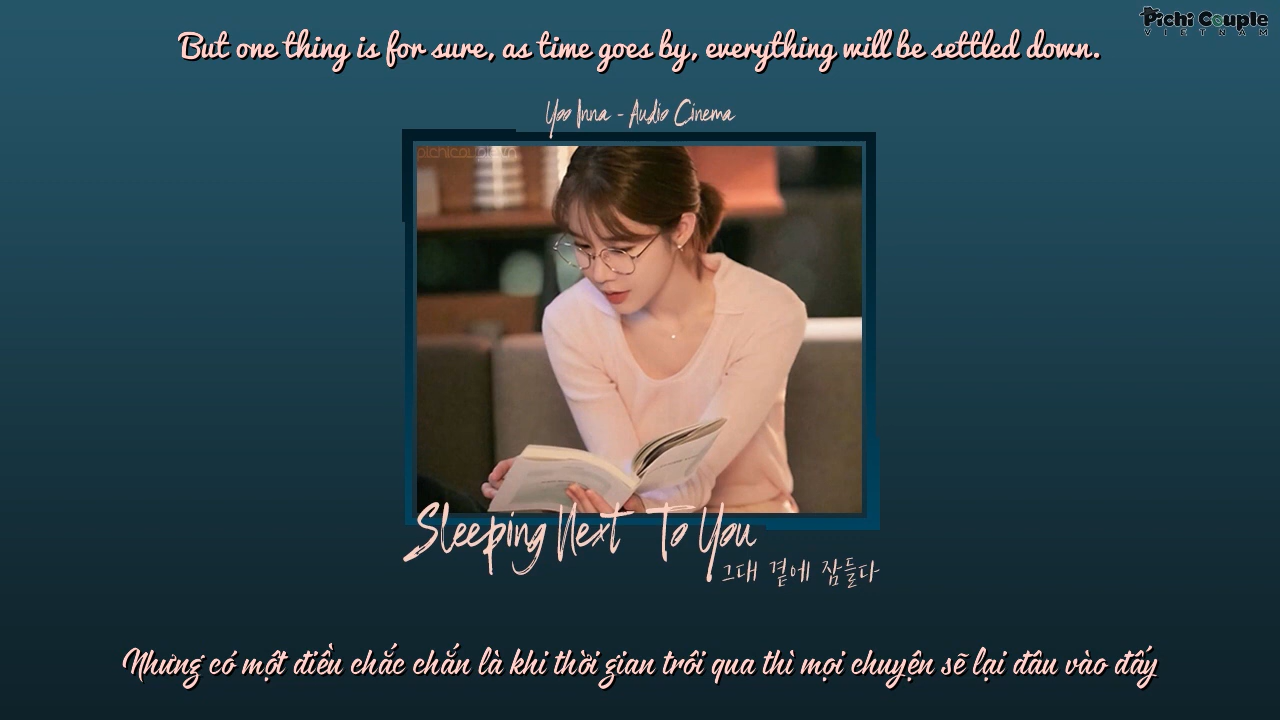 Pichi Couple
VIETNAM
But one thing is for sure, as time goes by, everything will be settled down.
Yoo Inna - Audio Cinema
pichicouple.vn
Sleeping Next To You
그대 곁에 잠들다
Nhưng có một điều chắc chắn là khi thời gian trôi qua thì mọi chuyện sẽ lại đâu vào đấy